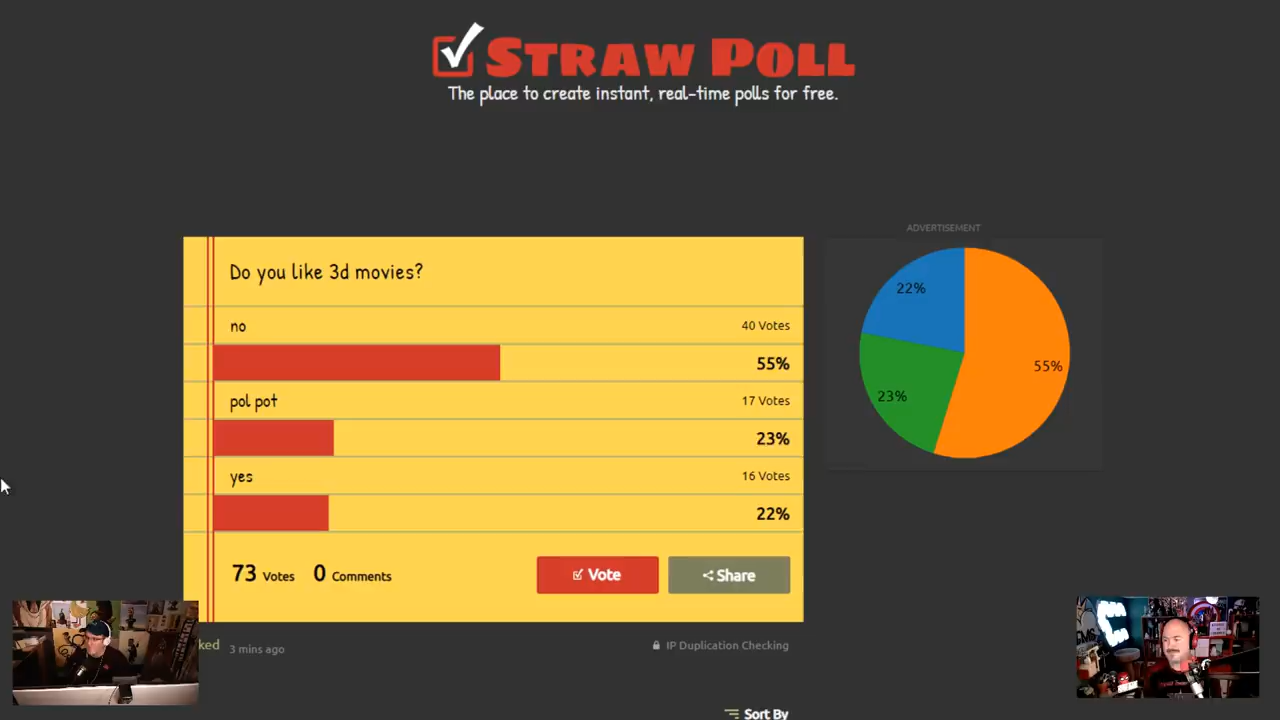 STRAW POLL
The place to create instant, real-time polls for free.
ADVERTISEMENT
Do you like 3d movies?
no 40 Votes
55%
pol pot 17 Votes
23%
yes 16 Votes
22%
73 Votes 0 Comments Vote Share
22%
55%
23%
ked 3 mins ago IP Duplication Checking
Sort By